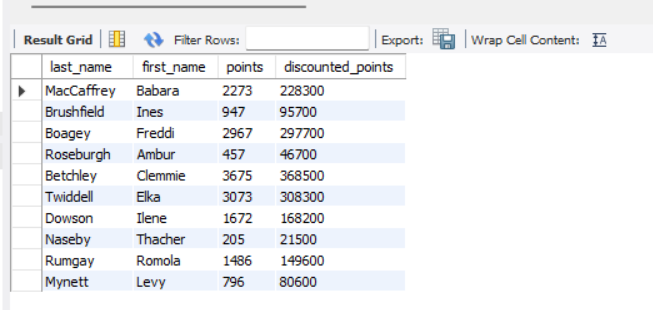 Result Grid Filter Rows: Export: Wrap Cell Content: IA
last_name first_name points discounted_points
MacCaffrey Babara 2273 228300
Brushfield Ines 947 95700
Boagey Freddi 2967 297700
Roseburgh Ambur 457 46700
Betchley Clemmie 3675 368500
Twiddell Elka 3073 308300
Dowson Ilene 1672 168200
Naseby Thacher 205 21500
Rumgay Romola 1486 149600
Mynett Levy 796 80600